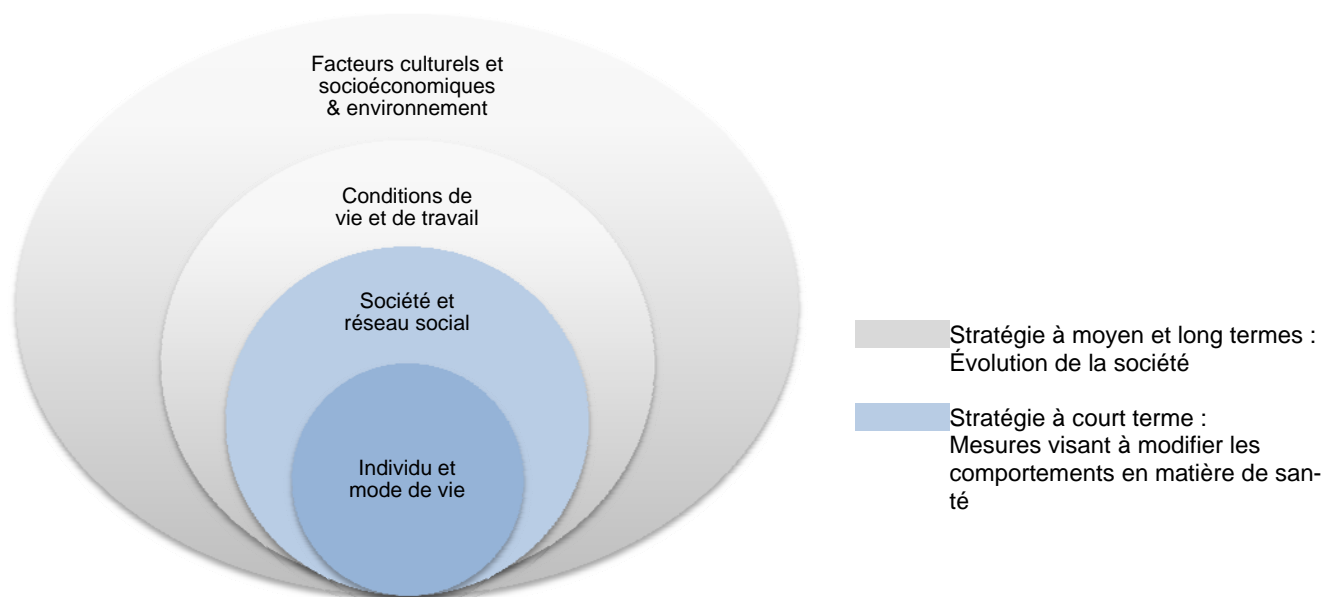 Facteurs culturels et
socioéconomiques
& environnement
Conditions de
vie et de travail
Société et
réseau social
Individu et
mode de vie
Stratégie à moyen et long termes :
Évolution de la société
Stratégie à court terme :
Mesures visant à modifier les
comportements en matière de san-
té